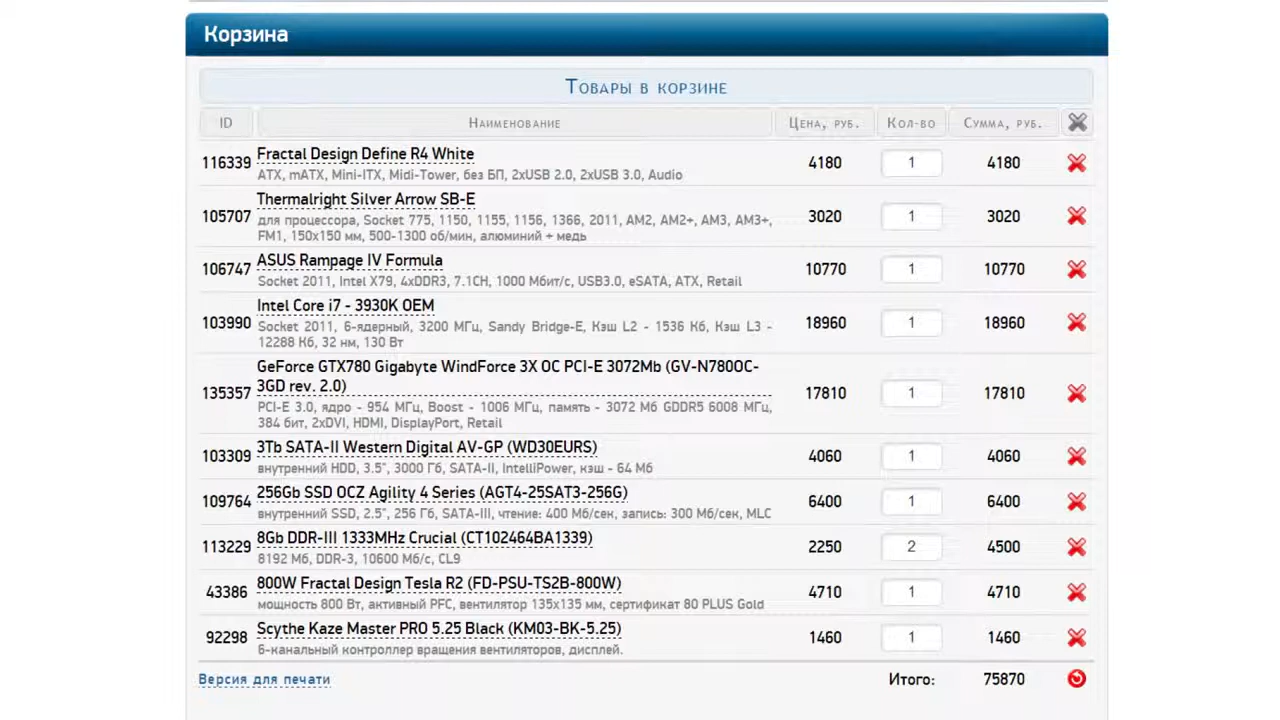 Корзина
Товары в корзине
ID Наименование Цена, руб. Кол-во Сумма, руб.
116339 Fractal Design Define R4 White 4180 1 4180
ATX, mATX, Mini-ITX, Midi-Tower, без БП, 2xUSB 2.0, 2xUSB 3.0, Audio
105707 Thermalright Silver Arrow SB-E 3020 1 3020
для процессора, Socket 775, 1150, 1155, 1156, 1366, 2011, AM2, AM2+, AM3, AM3+,
FM1, 150x150 мм, 500-1300 об/мин, алюминий + медь
106747 ASUS Rampage IV Formula 10770 1 10770
Socket 2011, Intel X79, 4xDDR3, 7.1CH, 1000 Мбит/с, USB3.0, eSATA, ATX, Retail
103990 Intel Core i7 - 3930K OEM 18960 1 18960
Socket 2011, 6-ядерный, 3200 МГц, Sandy Bridge-E, Кэш L2 - 1536 Кб, Кэш L3 -
12288 Кб, 32 нм, 130 Вт
135357 GeForce GTX780 Gigabyte WindForce 3X OC PCI-E 3072Mb (GV-N780OC-
3GD rev. 2.0) 17810 1 17810
PCI-E 3.0, ядро - 954 МГц, Boost - 1006 МГц, память - 3072 Мб GDDR5 6008 МГц,
384 бит, 2xDVI, HDMI, DisplayPort, Retail
103309 3Tb SATA-II Western Digital AV-GP (WD30EURS) 4060 1 4060
внутренний HDD, 3.5", 3000 Гб, SATA-II, IntelliPower, кэш - 64 Мб
109764 256Gb SSD OCZ Agility 4 Series (AGT4-25SAT3-256G) 6400 1 6400
внутренний SSD, 2.5", 256 Гб, SATA-III, чтение: 400 Мб/сек, запись: 300 Мб/сек, MLC
113229 8Gb DDR-III 1333MHz Crucial (CT102464BA1339) 2250 2 4500
8192 Мб, DDR-3, 10600 Мб/с, CL9
43386 800W Fractal Design Tesla R2 (FD-PSU-TS2B-800W) 4710 1 4710
мощность 800 Вт, активный PFC, вентилятор 135x135 мм, сертификат 80 PLUS Gold
92298 Scythe Kaze Master PRO 5.25 Black (KM03-BK-5.25) 1460 1 1460
6-канальный контроллер вращения вентиляторов, дисплей.
Версия для печати Итого: 75870